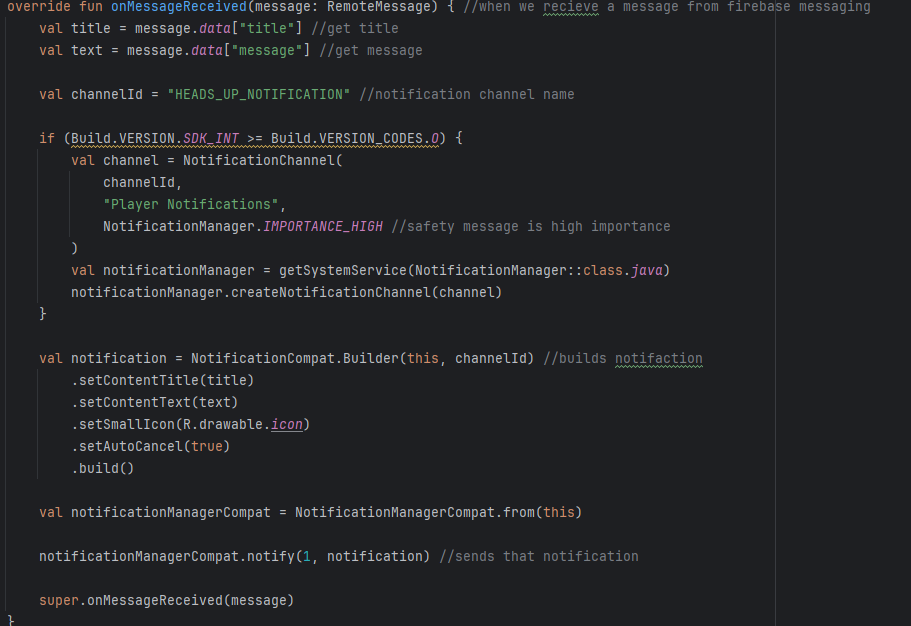 override fun onMessageReceived(message: RemoteMessage) { //when we recieve a message from firebase messaging
val title = message.data["title"] //get title
val text = message.data["message"] //get message
val channelId = "HEADS_UP_NOTIFICATION" //notification channel name
if (Build.VERSION.SDK_INT >= Build.VERSION_CODES.O) {
val channel = NotificationChannel(
channelId,
"Player Notifications",
NotificationManager.IMPORTANCE_HIGH //safety message is high importance
)
val notificationManager = getSystemService(NotificationManager::class.java)
notificationManager.createNotificationChannel(channel)
}
val notification = NotificationCompat.Builder(this, channelId) //builds notifaction
.setContentTitle(title)
.setContentText(text)
.setSmallIcon(R.drawable.icon)
.setAutoCancel(true)
.build()
val notificationManagerCompat = NotificationManagerCompat.from(this)
notificationManagerCompat.notify(1, notification) //sends that notification
super.onMessageReceived(message)
}